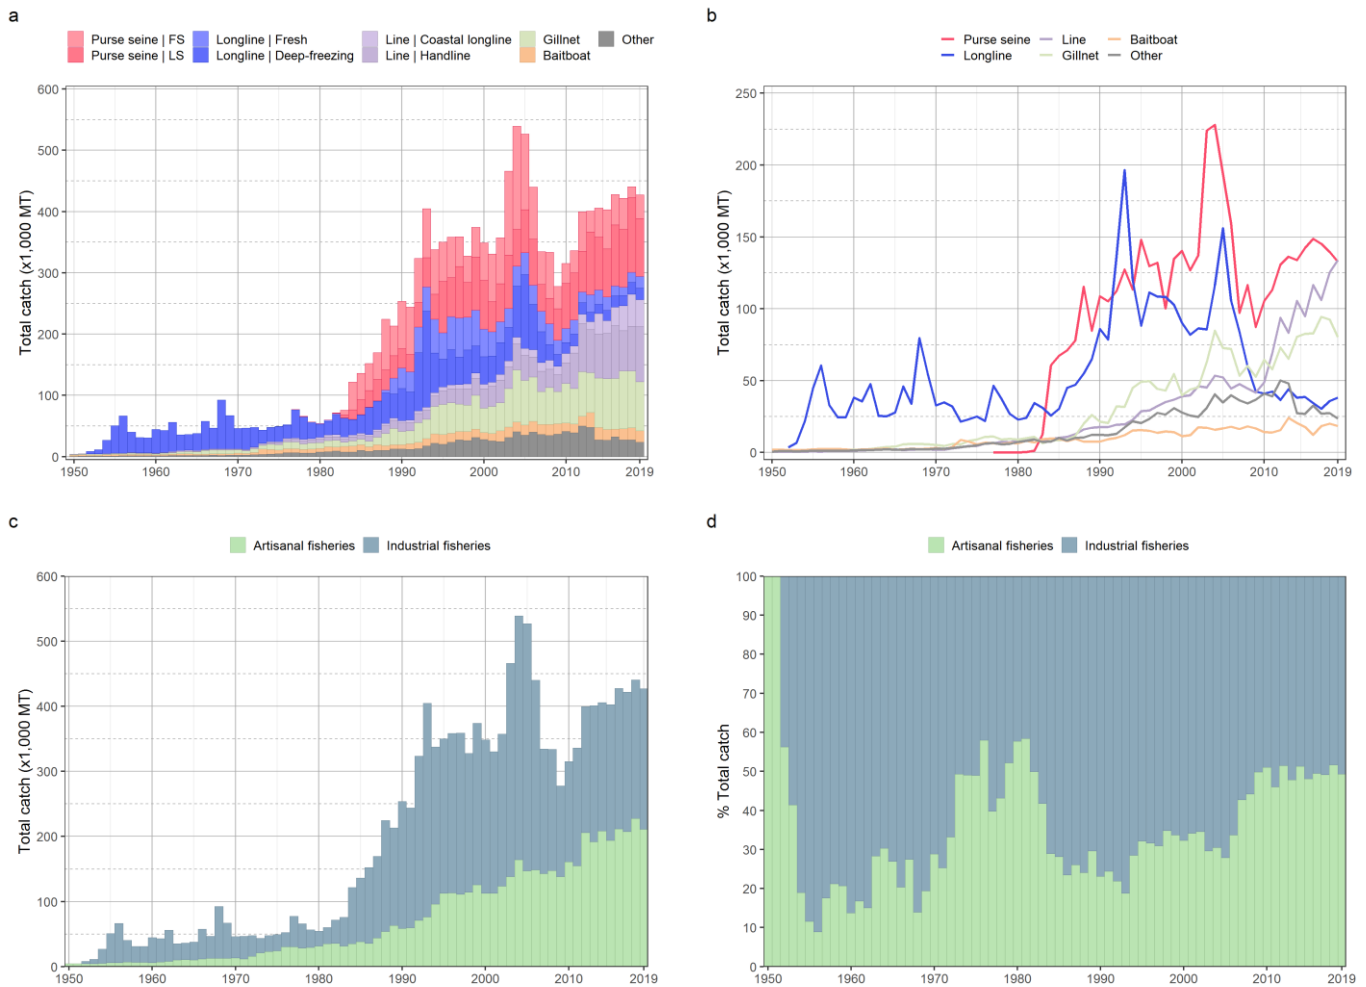 a
Purse seine | FS Longline | Fresh Line | Coastal longline Gillnet Other
Purse seine | LS Longline | Deep-freezing Line | Handline Baitboat
Total catch (x1,000 MT)
600
500
400
300
200
100
0
1950 1960 1970 1980 1990 2000 2010 2019
b
Purse seine Line Baitboat
Longline Gillnet Other
Total catch (x1,000 MT)
250
200
150
100
50
0
1950 1960 1970 1980 1990 2000 2010 2019
c
Artisanal fisheries Industrial fisheries
Total catch (x1,000 MT)
600
500
400
300
200
100
0
1950 1960 1970 1980 1990 2000 2010 2019
d
Artisanal fisheries Industrial fisheries
% Total catch
100
90
80
70
60
50
40
30
20
10
0
1950 1960 1970 1980 1990 2000 2010 2019